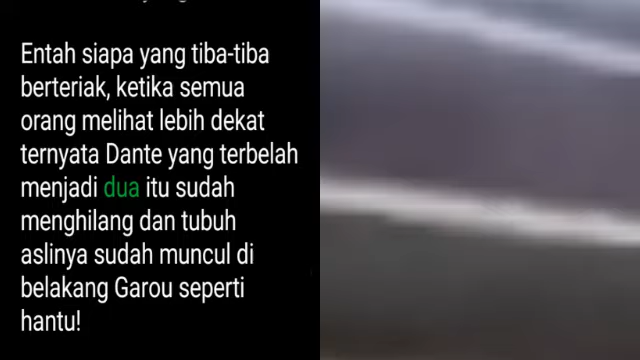 Entah siapa yang tiba-tiba
berteriak, ketika semua
orang melihat lebih dekat
ternyata Dante yang terbelah
menjadi dua itu sudah
menghilang dan tubuh
aslinya sudah muncul di
belakang Garou seperti
hantu!